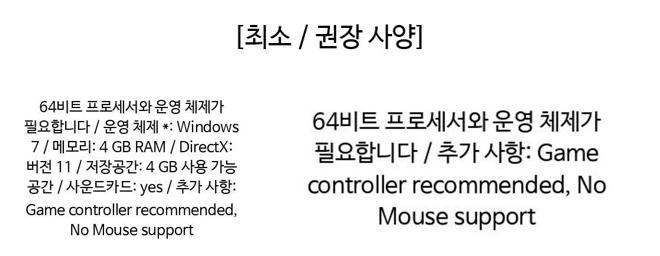 [최소 / 권장 사양]
64비트 프로세서와 운영 체제가
필요합니다 / 운영 체제 *: Windows
7 / 메모리: 4 GB RAM / DirectX:
버전 11 / 저장공간: 4 GB 사용 가능
공간 / 사운드카드: yes / 추가 사항:
Game controller recommended,
No Mouse support
64비트 프로세서와 운영 체제가
필요합니다 / 추가 사항: Game
controller recommended, No
Mouse support